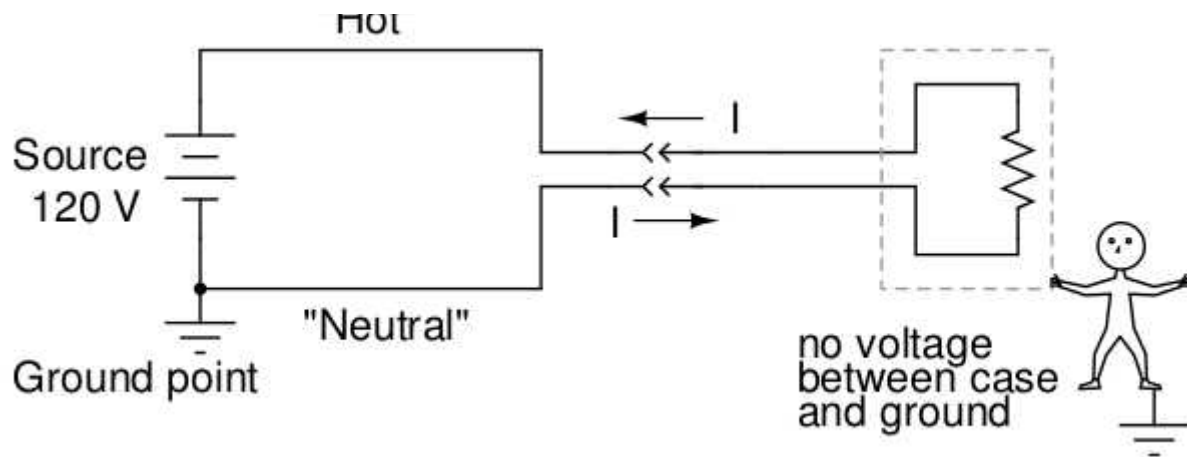 Hot
I
Source
120 V
I
"Neutral"
Ground point
no voltage
between case
and ground